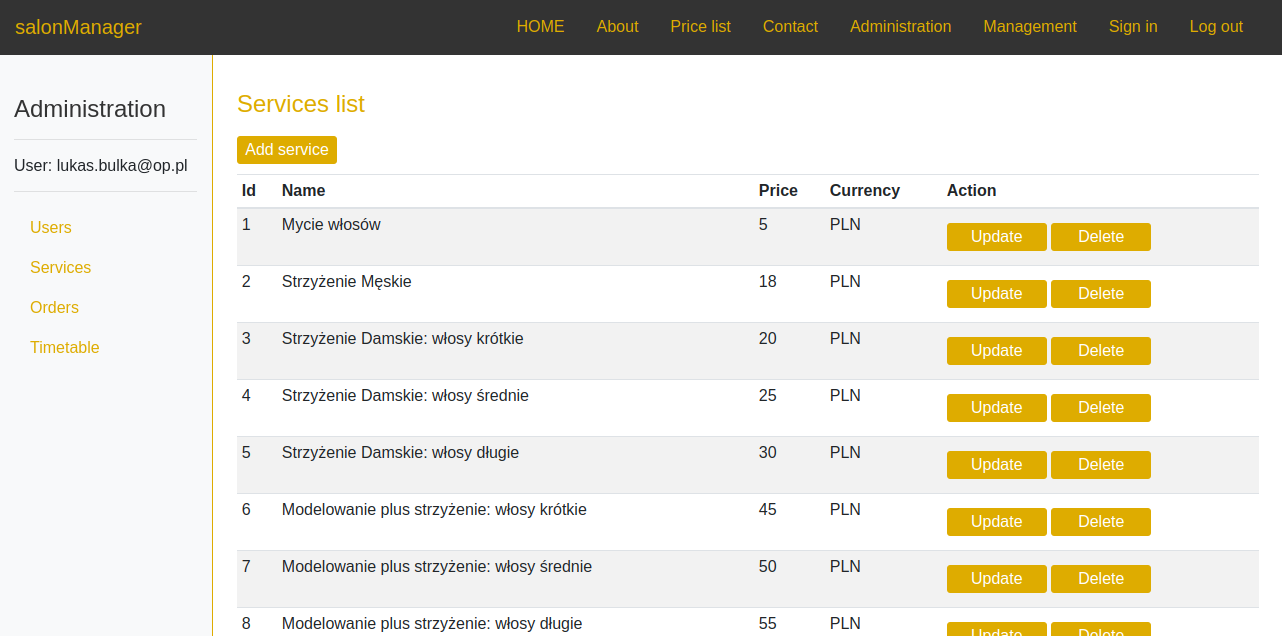 salonManager HOME About Price list Contact Administration Management Sign in Log out
Administration
User: lukas.bulka@op.pl
Users
Services
Orders
Timetable
Services list
Add service
Id Name Price Currency Action
1 Mycie włosów 5 PLN Update Delete
2 Strzyżenie Męskie 18 PLN Update Delete
3 Strzyżenie Damskie: włosy krótkie 20 PLN Update Delete
4 Strzyżenie Damskie: włosy średnie 25 PLN Update Delete
5 Strzyżenie Damskie: włosy długie 30 PLN Update Delete
6 Modelowanie plus strzyżenie: włosy krótkie 45 PLN Update Delete
7 Modelowanie plus strzyżenie: włosy średnie 50 PLN Update Delete
8 Modelowanie plus strzyżenie: włosy długie 55 PLN Update Delete